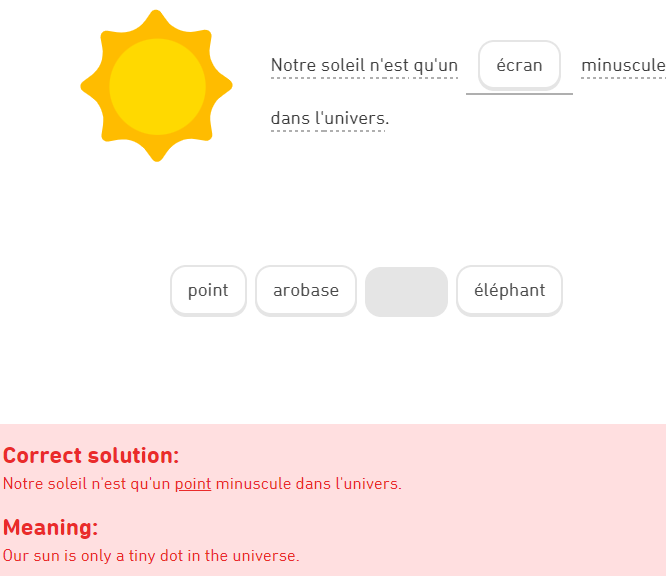 Notre soleil n'est qu'un écran minuscule
dans l'univers.
point arobase éléphant
Correct solution:
Notre soleil n'est qu'un point minuscule dans l'univers.
Meaning:
Our sun is only a tiny dot in the universe.